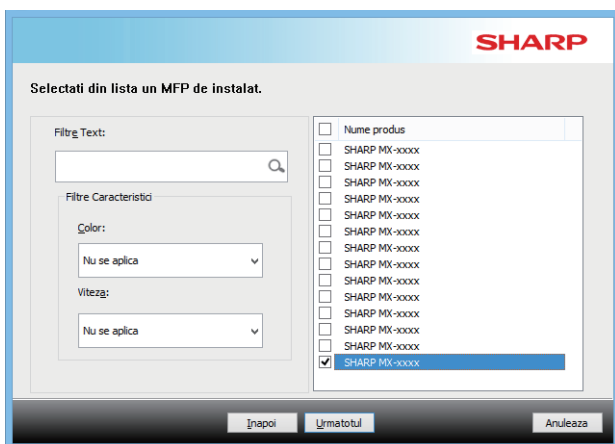 SHARP
Selectati din lista un MFP de instalat.
Filtre Text:
Filtre Caracteristici
Color:
Nu se aplica
Viteza:
Nu se aplica
Nume produs
SHARP MX-xxxx
SHARP MX-xxxx
SHARP MX-xxxx
SHARP MX-xxxx
SHARP MX-xxxx
SHARP MX-xxxx
SHARP MX-xxxx
SHARP MX-xxxx
SHARP MX-xxxx
SHARP MX-xxxx
SHARP MX-xxxx
SHARP MX-xxxx
SHARP MX-xxxx
SHARP MX-xxxx
Inapoi
Urmatotul
Anuleaza